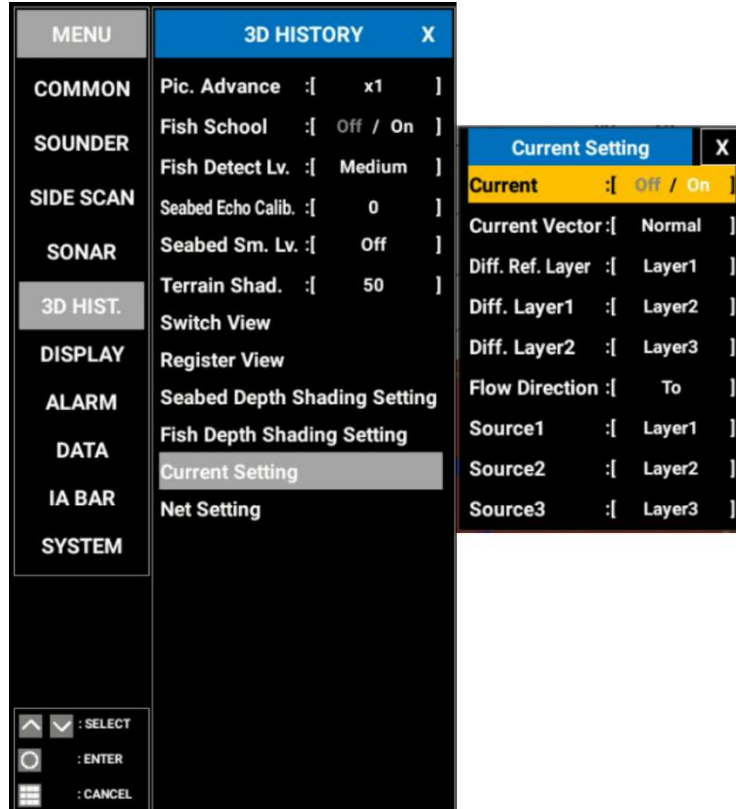 MENU
COMMON
SOUNDER
SIDE SCAN
SONAR
3D HIST.
DISPLAY
ALARM
DATA
IA BAR
SYSTEM
: SELECT
: ENTER
: CANCEL
3D HISTORY X
Pic. Advance :[ x1 ]
Fish School :[ Off / On ]
Fish Detect Lv. :[ Medium ]
Seabed Echo Calib. :[ 0 ]
Seabed Sm. Lv. :[ Off ]
Terrain Shad. :[ 50 ]
Switch View
Register View
Seabed Depth Shading Setting
Fish Depth Shading Setting
Current Setting
Net Setting
Current Setting X
Current :[ Off / On ]
Current Vector :[ Normal ]
Diff. Ref. Layer :[ Layer1 ]
Diff. Layer1 :[ Layer2 ]
Diff. Layer2 :[ Layer3 ]
Flow Direction :[ To ]
Source1 :[ Layer1 ]
Source2 :[ Layer2 ]
Source3 :[ Layer3 ]